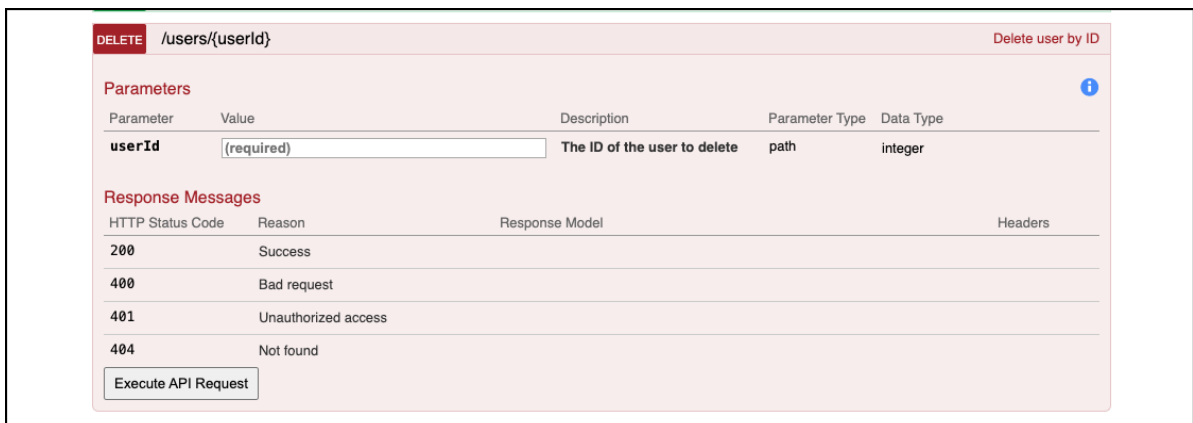 DELETE /users/{userId} Delete user by ID
Parameters
Parameter Value Description Parameter Type Data Type
userId (required) The ID of the user to delete path integer
Response Messages
HTTP Status Code Reason Response Model Headers
200 Success
400 Bad request
401 Unauthorized access
404 Not found
Execute API Request